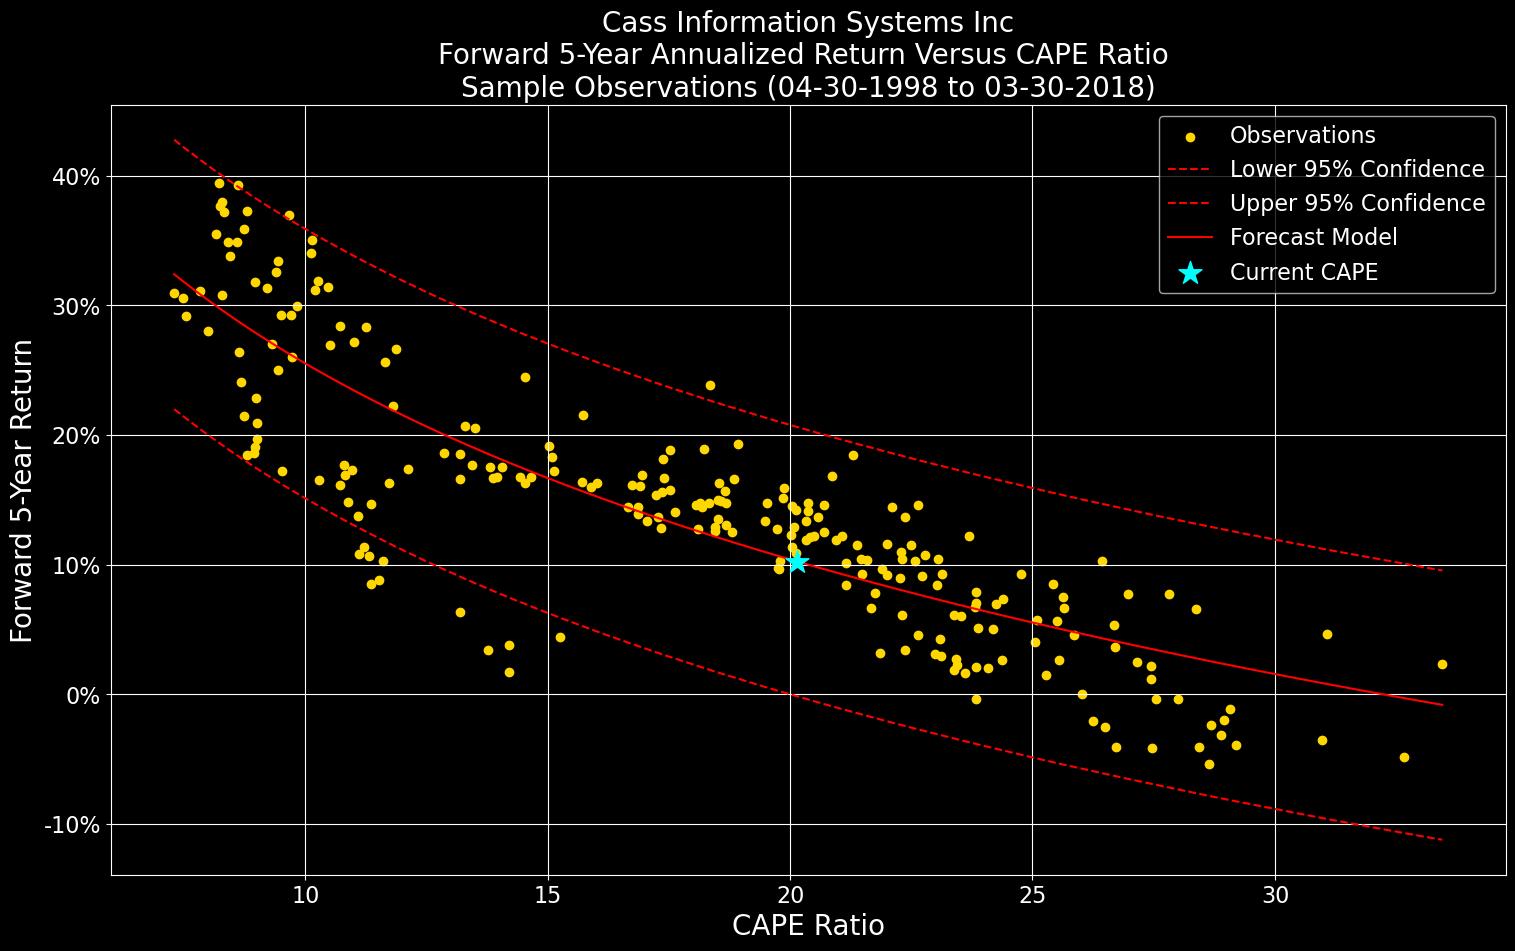 Cass Information Systems Inc
Forward 5-Year Annualized Return Versus CAPE Ratio
Sample Observations (04-30-1998 to 03-30-2018)
Observations
Lower 95% Confidence
Upper 95% Confidence
Forecast Model
Current CAPE
Forward 5-Year Return
40%
30%
20%
10%
0%
-10%
10
15
20
25
30
CAPE Ratio